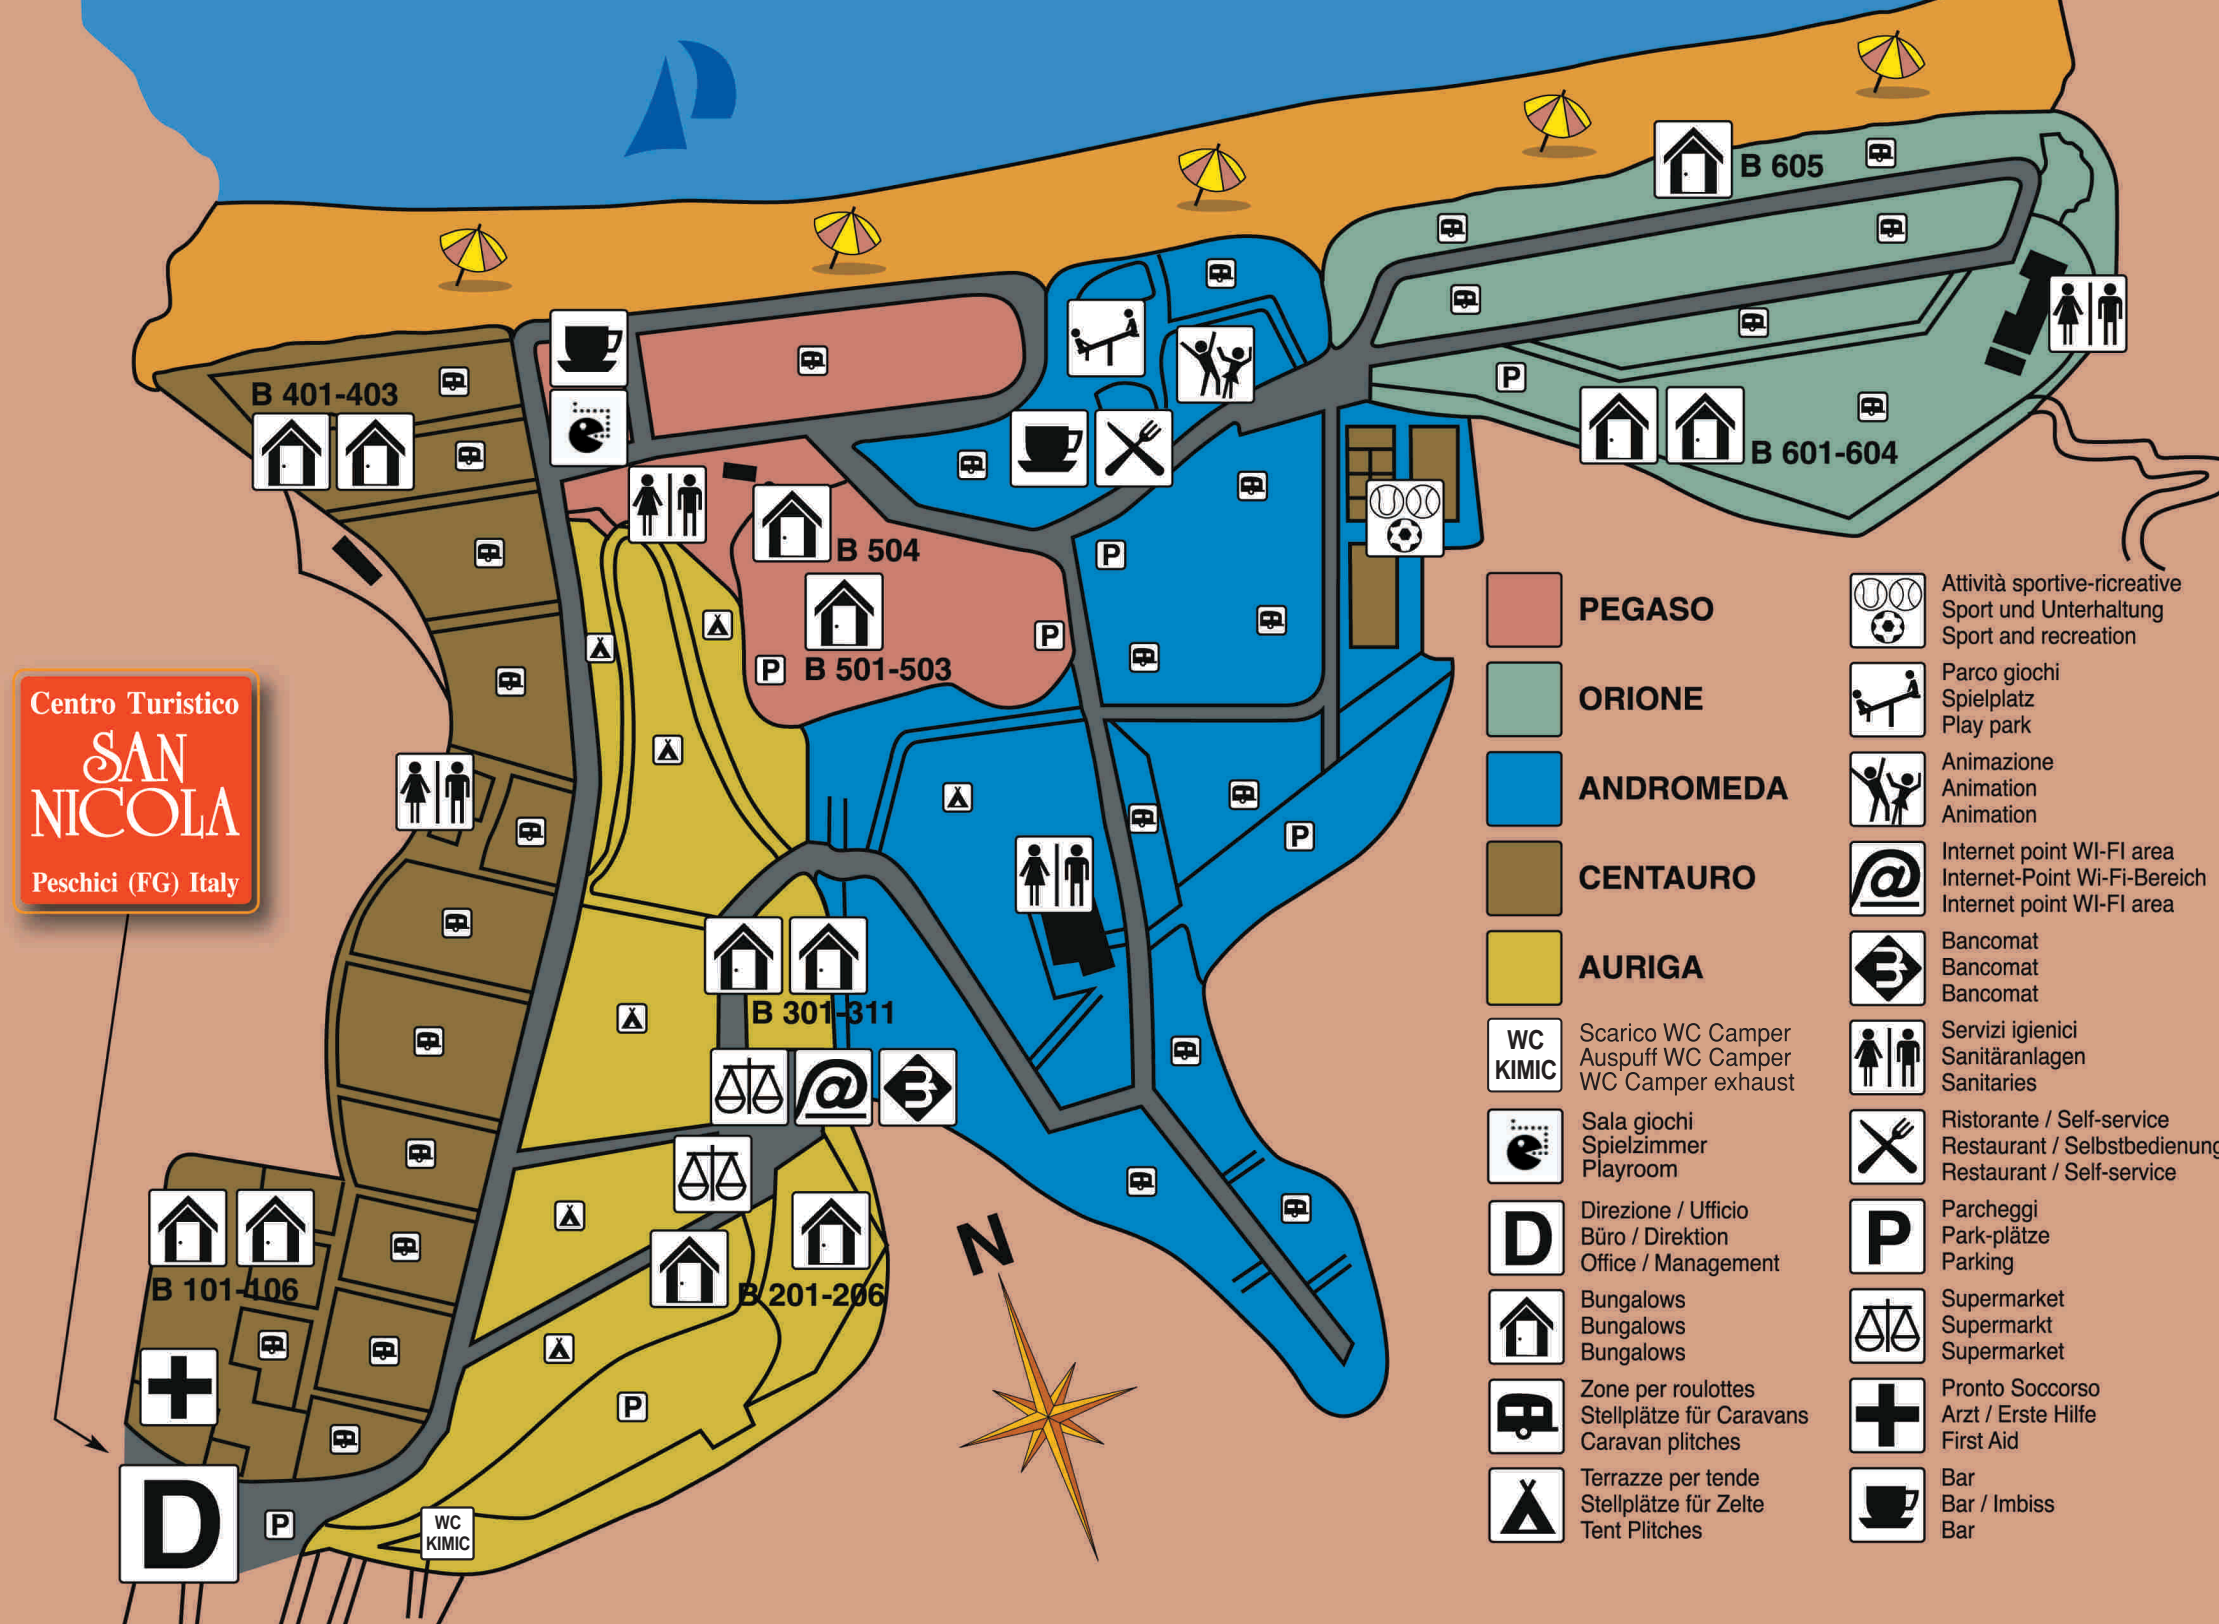 B 605
B 401-403
B 601-604
P
B 504
P
P
P
B 501-503
Centro Turistico
SAN
NICOLA
Peschici (FG) Italy
P
B 301-311
B 101-106
B 201-206
N
P
D
P
WC
KIMIC
PEGASO
ORIONE
ANDROMEDA
CENTAURO
AURIGA
WC
KIMIC
Scarico WC Camper
Auspuff WC Camper
WC Camper exhaust
Sala giochi
Spielzimmer
Playroom
D
Direzione / Ufficio
Büro / Direktion
Office / Management
Bungalows
Bungalows
Bungalows
Zone per roulottes
Stellplätze für Caravans
Caravan plitches
Terrazze per tende
Stellplätze für Zelte
Tent Plitches
Attività sportive-ricreative
Sport und Unterhaltung
Sport and recreation
Parco giochi
Spielplatz
Play park
Animazione
Animation
Animation
@
Internet point WI-FI area
Internet-Point Wi-Fi-Bereich
Internet point WI-FI area
Bancomat
Bancomat
Bancomat
Servizi igienici
Sanitäranlagen
Sanitaries
Ristorante / Self-service
Restaurant / Selbstbedienung
Restaurant / Self-service
P
Parcheggi
Park-plätze
Parking
Supermarket
Supermarkt
Supermarket
Pronto Soccorso
Arzt / Erste Hilfe
First Aid
Bar
Bar / Imbiss
Bar